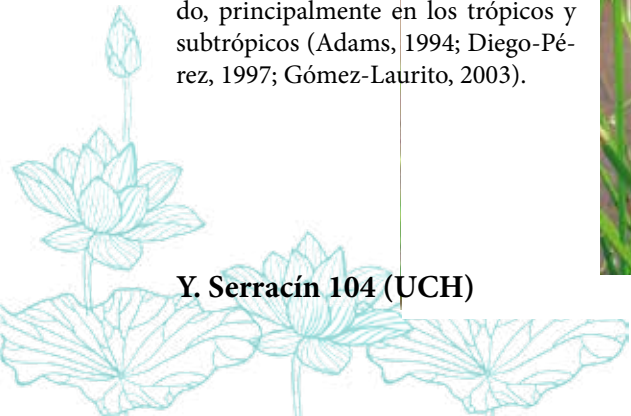 do, principalmente en los trópicos y
subtrópicos (Adams, 1994; Diego-Pé-
rez, 1997; Gómez-Laurito, 2003).
Y. Serracín 104 (UCH)